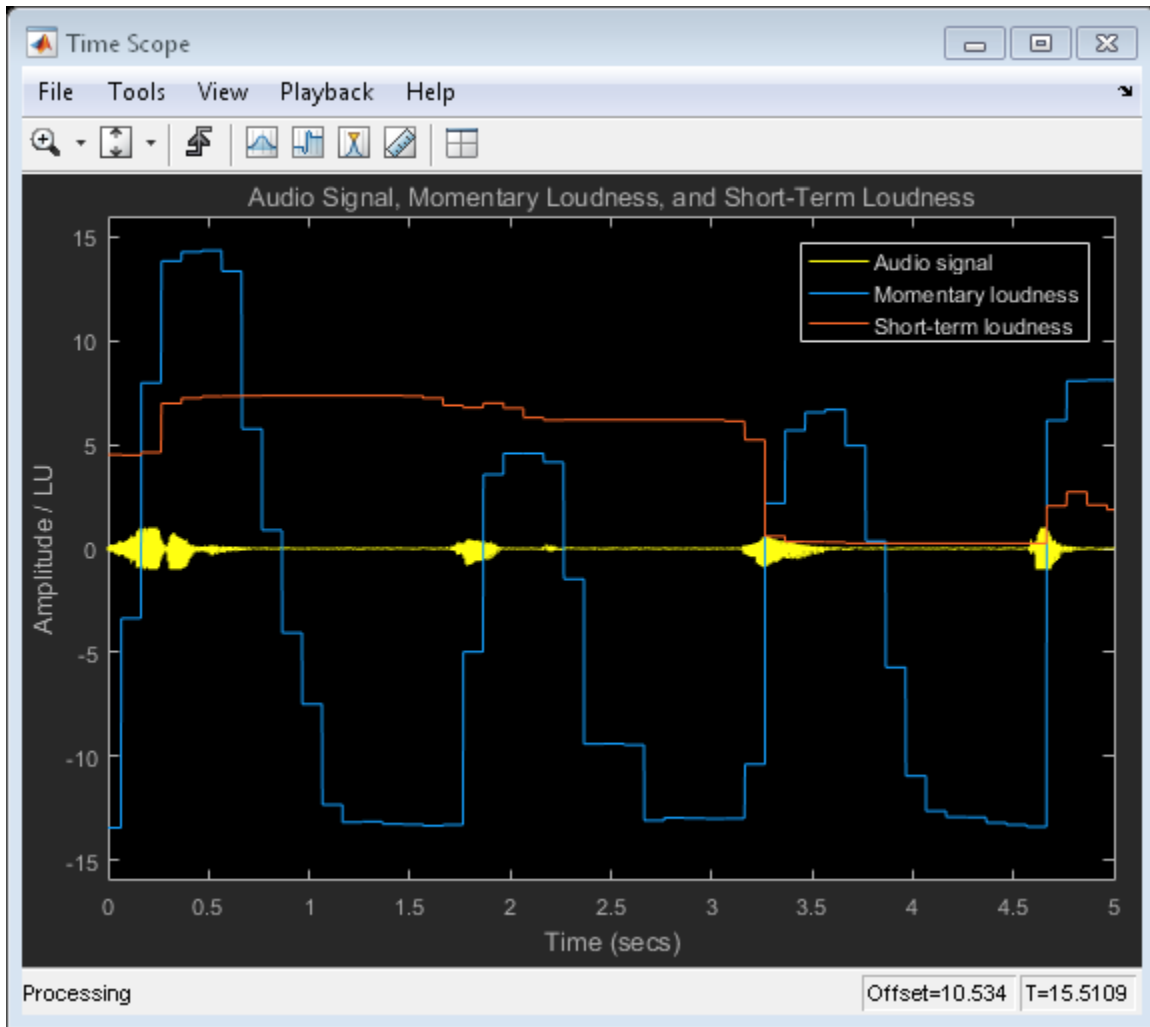 Time Scope
File Tools View Playback Help
Audio Signal, Momentary Loudness, and Short-Term Loudness
Audio signal
Momentary loudness
Short-term loudness
Amplitude / LU
15
10
5
0
-5
-10
-15
0 0.5 1 1.5 2 2.5 3 3.5 4 4.5 5
Time (secs)
Processing Offset=10.534 T=15.5109